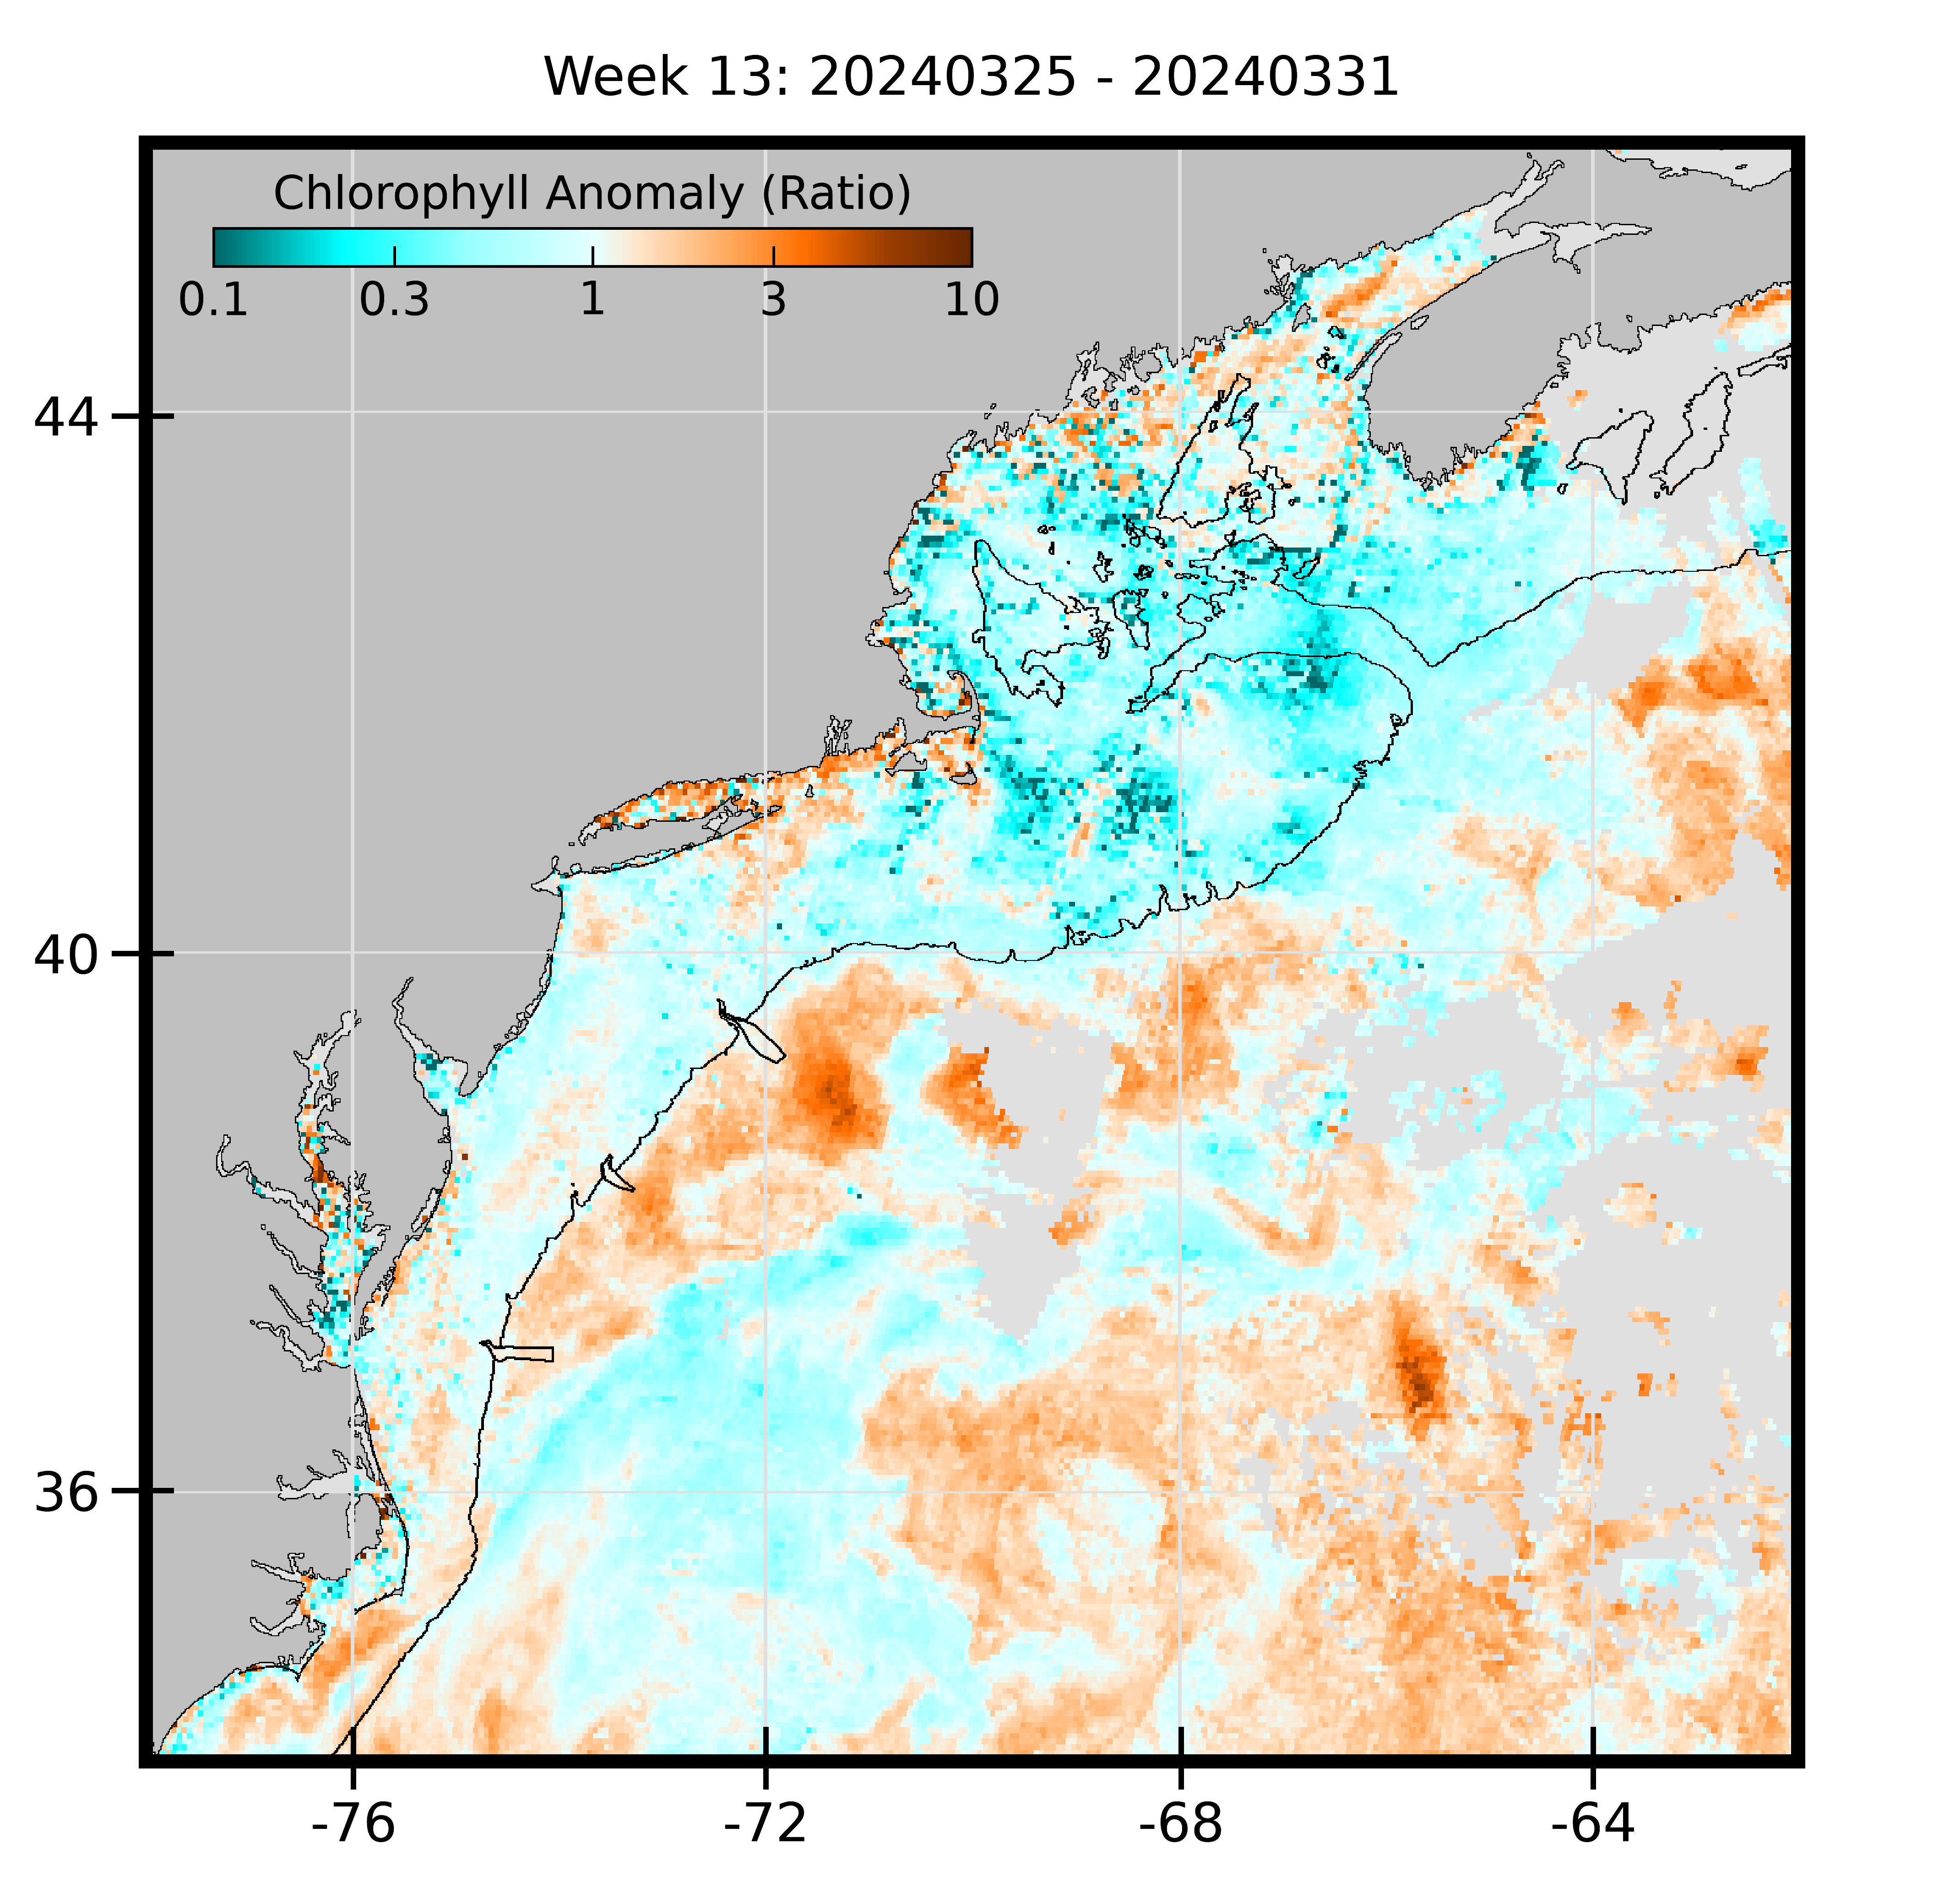 Week 13: 20240325 - 20240331
Chlorophyll Anomaly (Ratio)
0.1 0.3 1 3 10
44
40
36
-76 -72 -68 -64